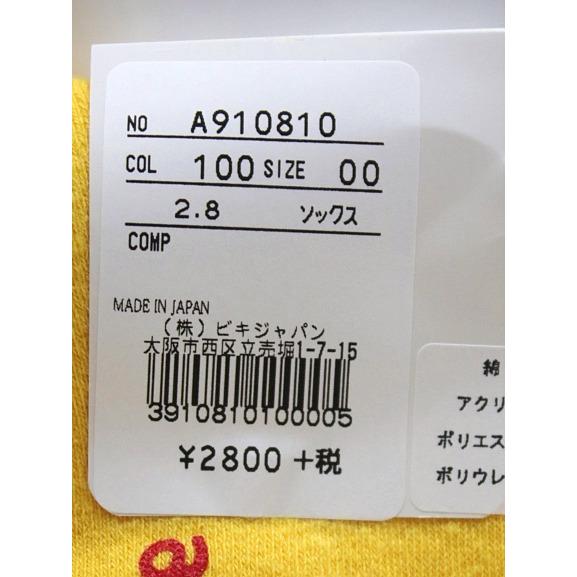 NO A910810
COL 100 SIZE 00
2.8 ソックス
COMP
MADE IN JAPAN
(株)ビキジャパン
大阪市西区立売堀1-7-15
3910810100005
¥2800 +税
綿
アクリ
ポリエス
ポリウレ
a